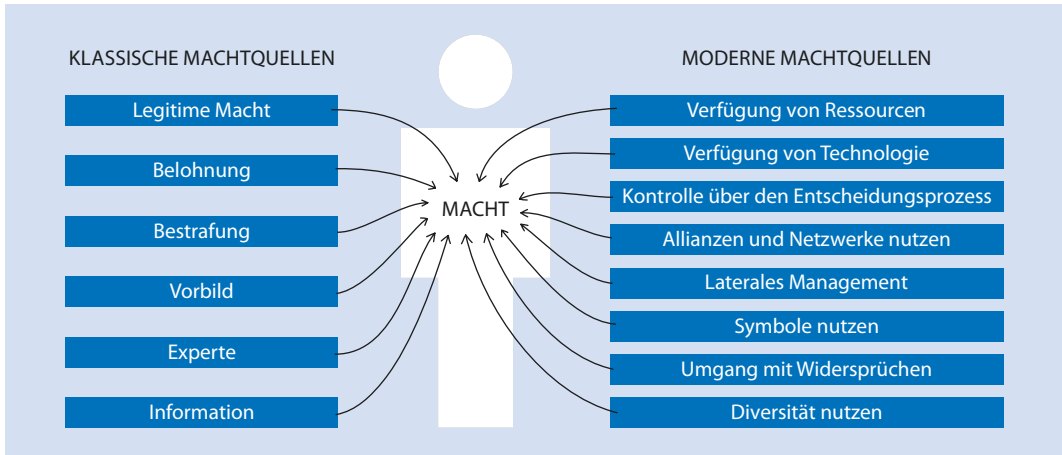 KLASSISCHE MACHTQUELLEN
Legitime Macht
Belohnung
Bestrafung
Vorbild
Experte
Information
MACHT
MODERNE MACHTQUELLEN
Verfügung von Ressourcen
Verfügung von Technologie
Kontrolle über den Entscheidungsprozess
Allianzen und Netzwerke nutzen
Laterales Management
Symbole nutzen
Umgang mit Widersprüchen
Diversität nutzen